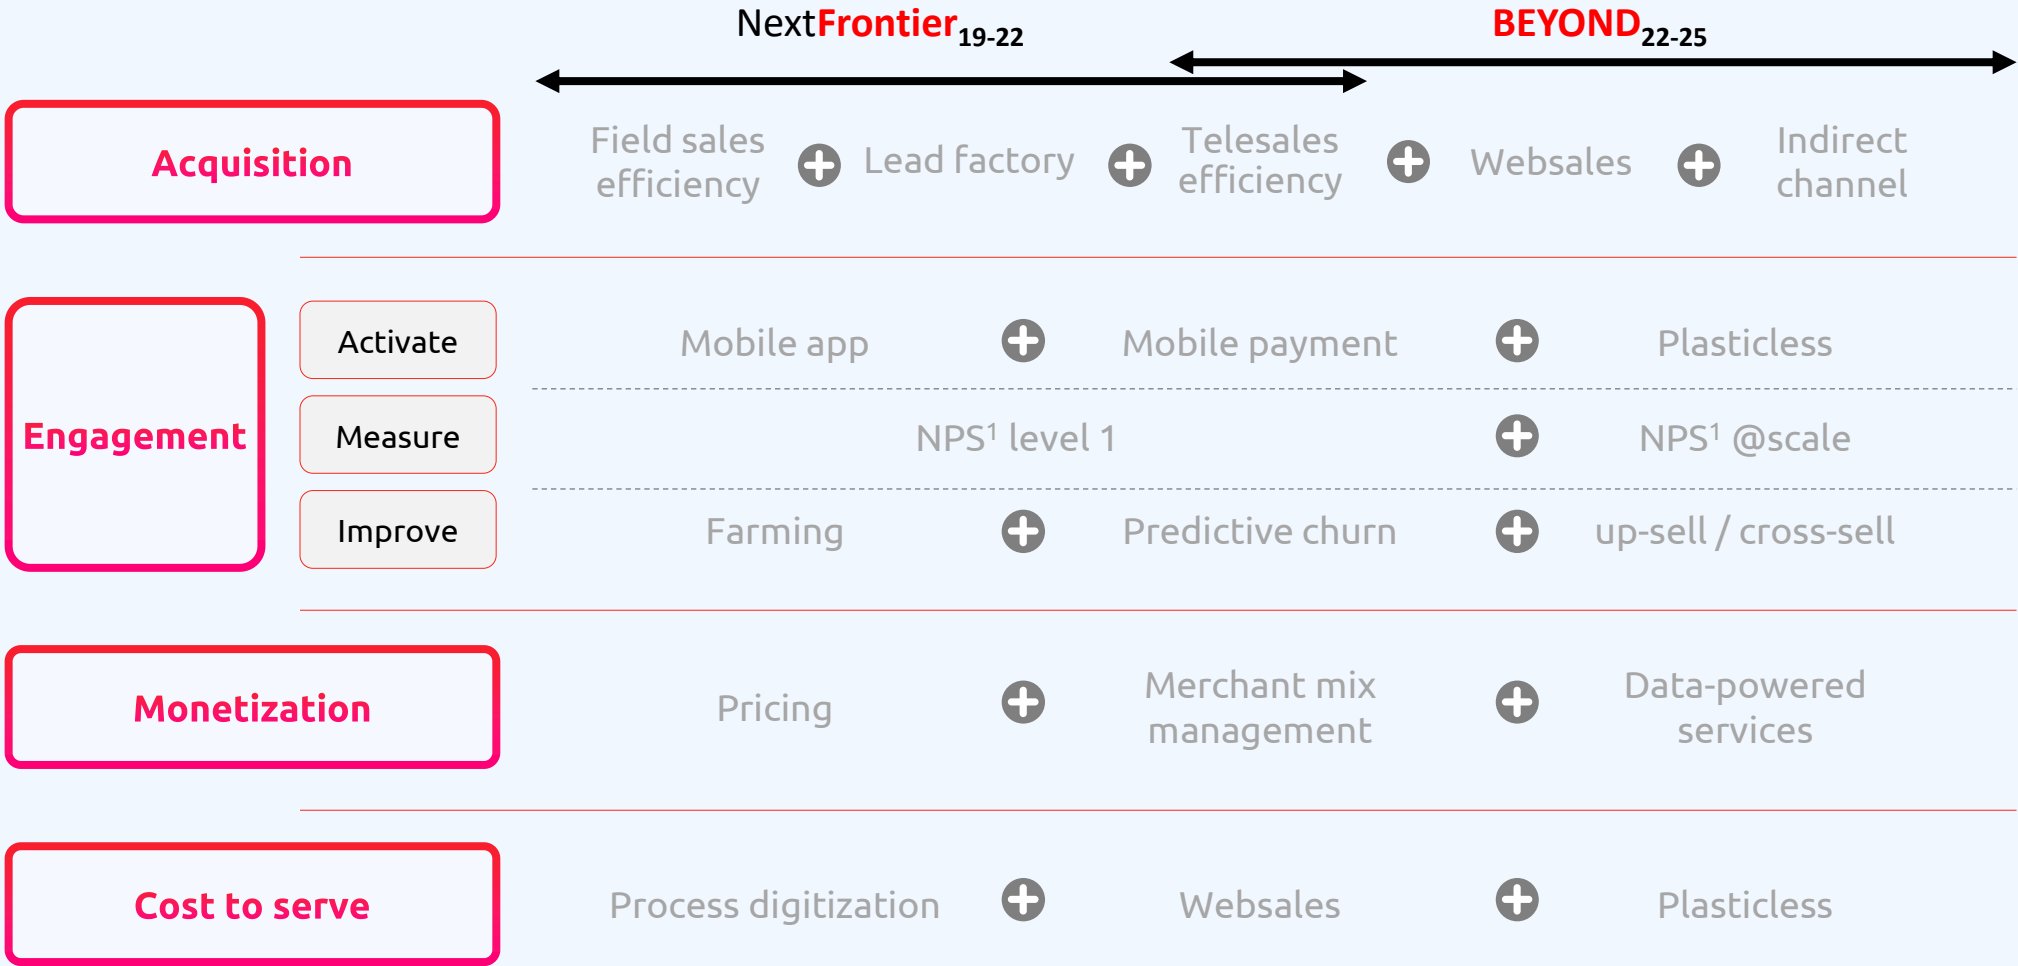 NextFrontier19-22
BEYOND22-25
Acquisition
Field sales
efficiency
Lead factory
Telesales
efficiency
Websales
Indirect
channel
Engagement
Activate
Mobile app
Mobile payment
Plasticless
Measure
NPS¹ level 1
NPS¹ @scale
Improve
Farming
Predictive churn
up-sell / cross-sell
Monetization
Pricing
Merchant mix
management
Data-powered
services
Cost to serve
Process digitization
Websales
Plasticless